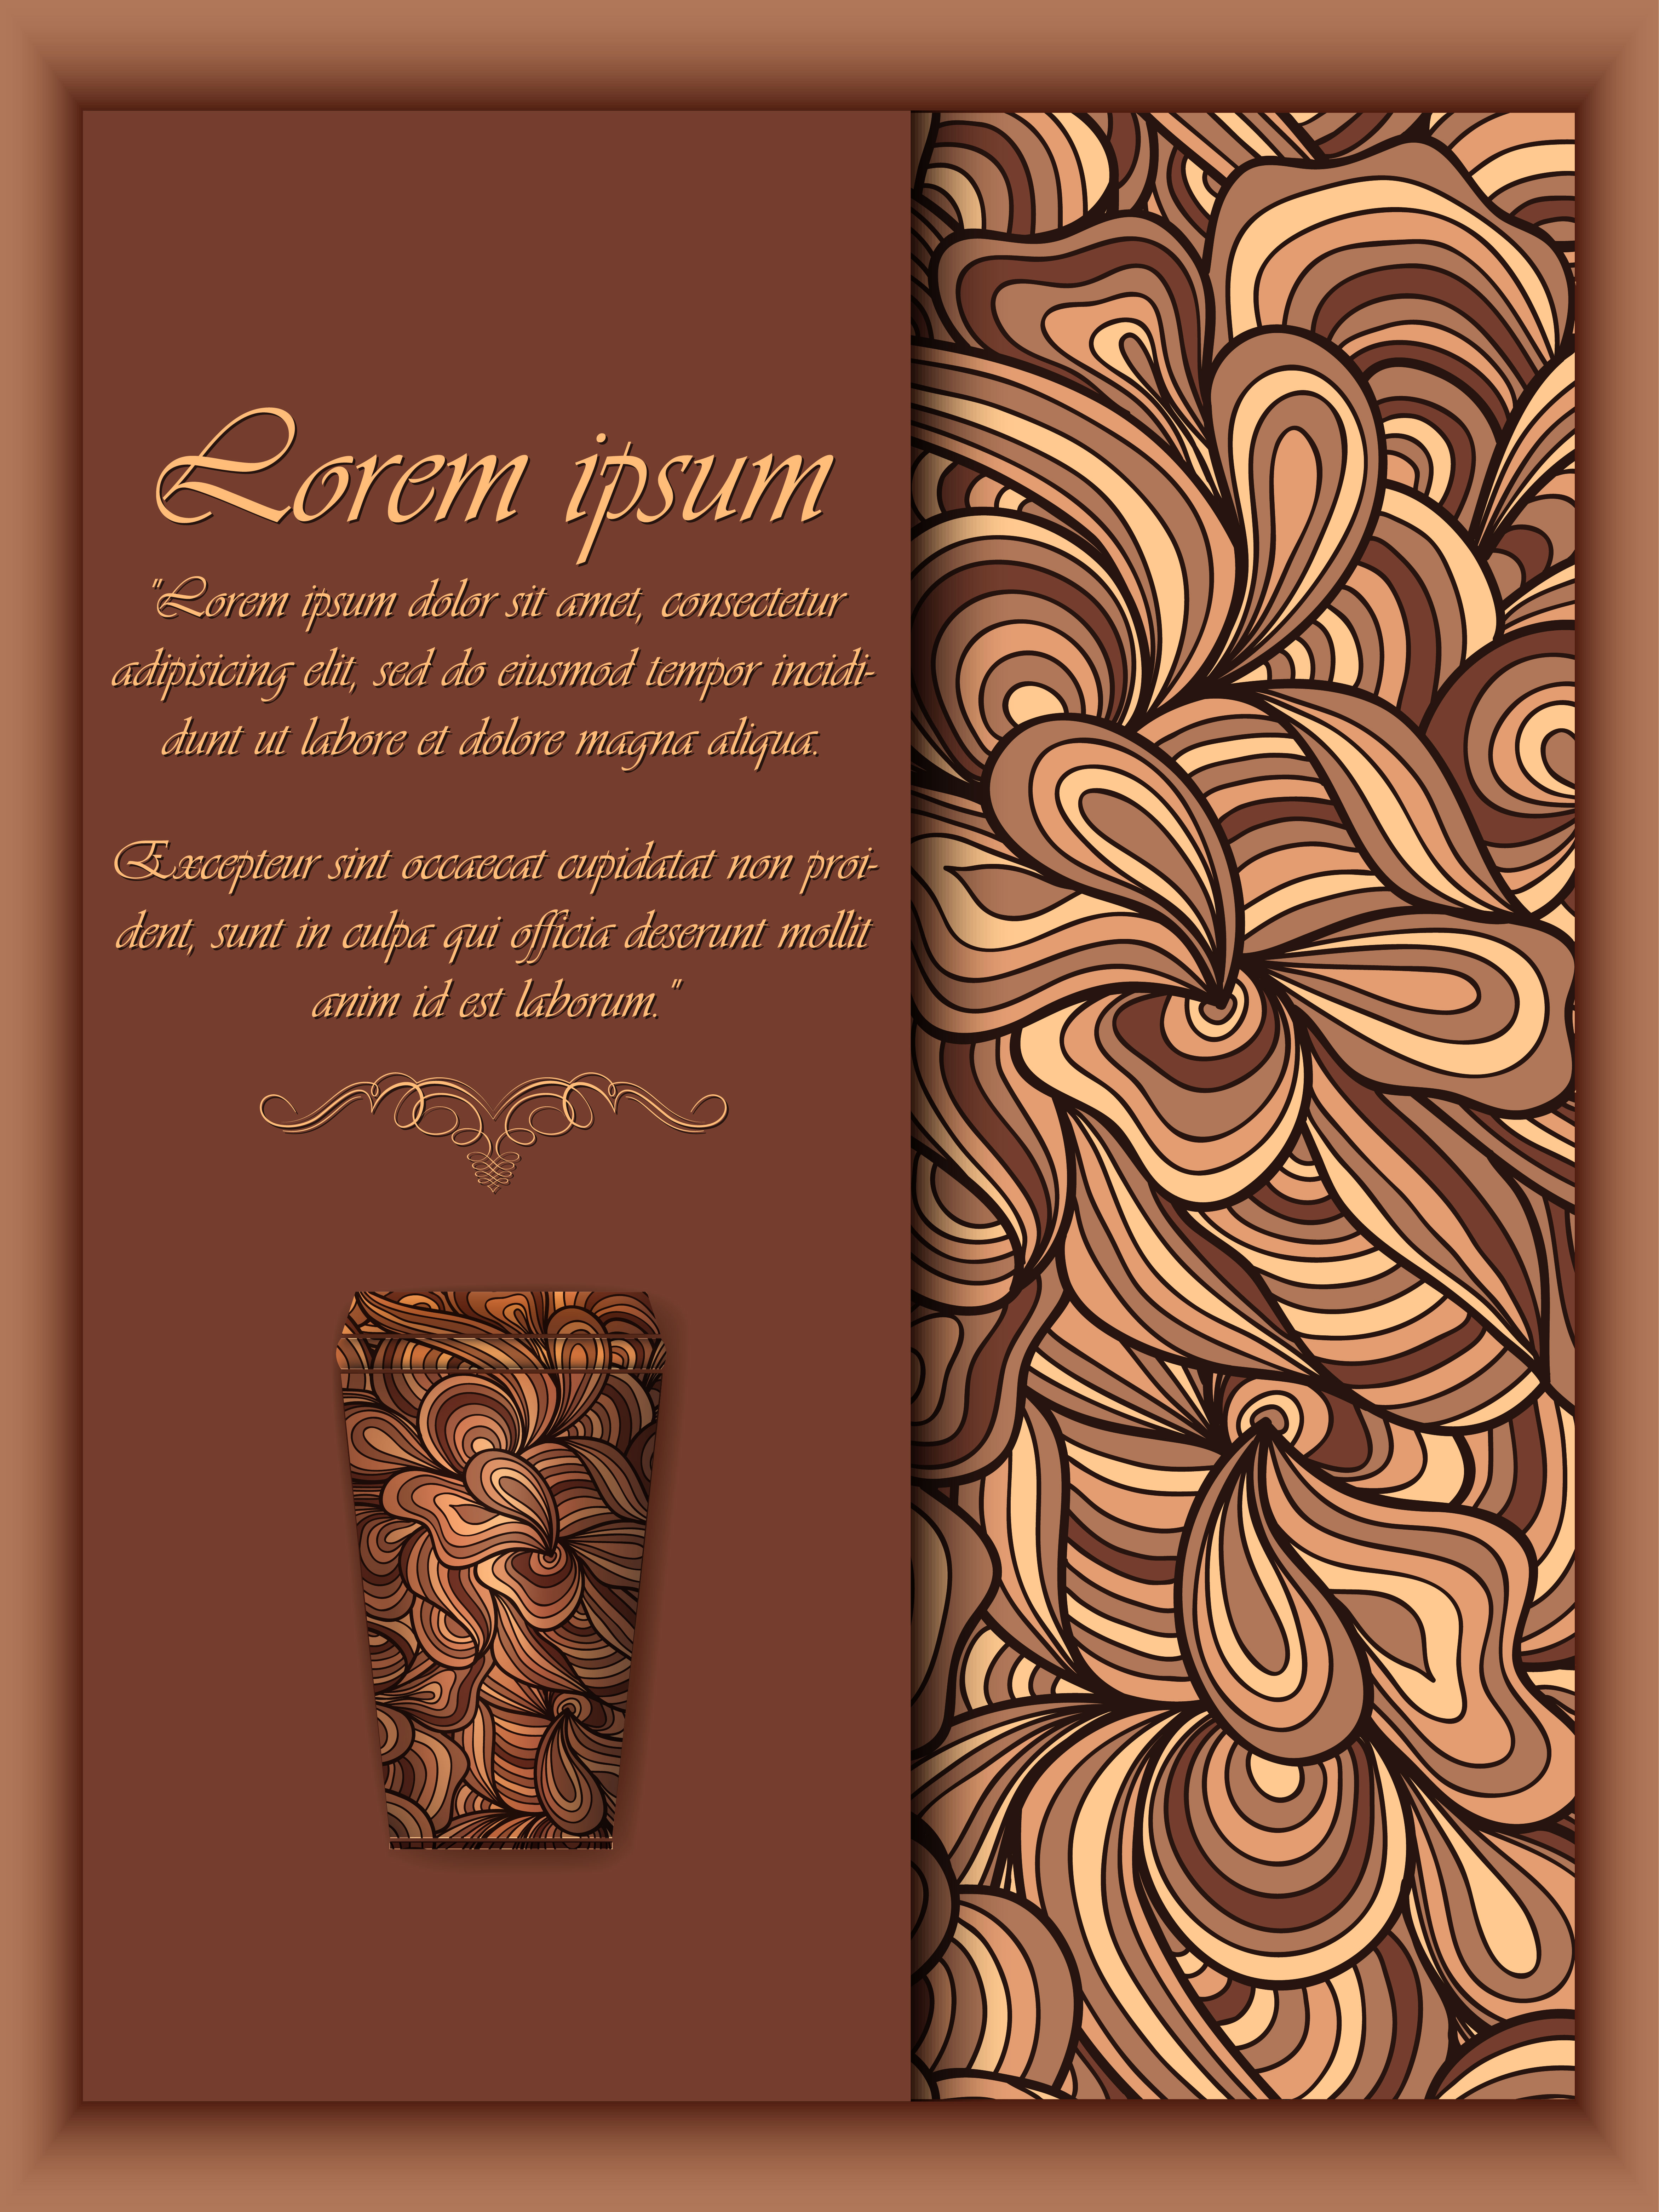 Lorem ipsum
"Lorem ipsum dolor sit amet, consectetur
adipisicing elit, sed do eiusmod tempor incidi-
dunt ut labore et dolore magna aliqua.
Excepteur sint occaecat cupidatat non proi-
dent, sunt in culpa qui officia deserunt mollit
anim id est laborum."